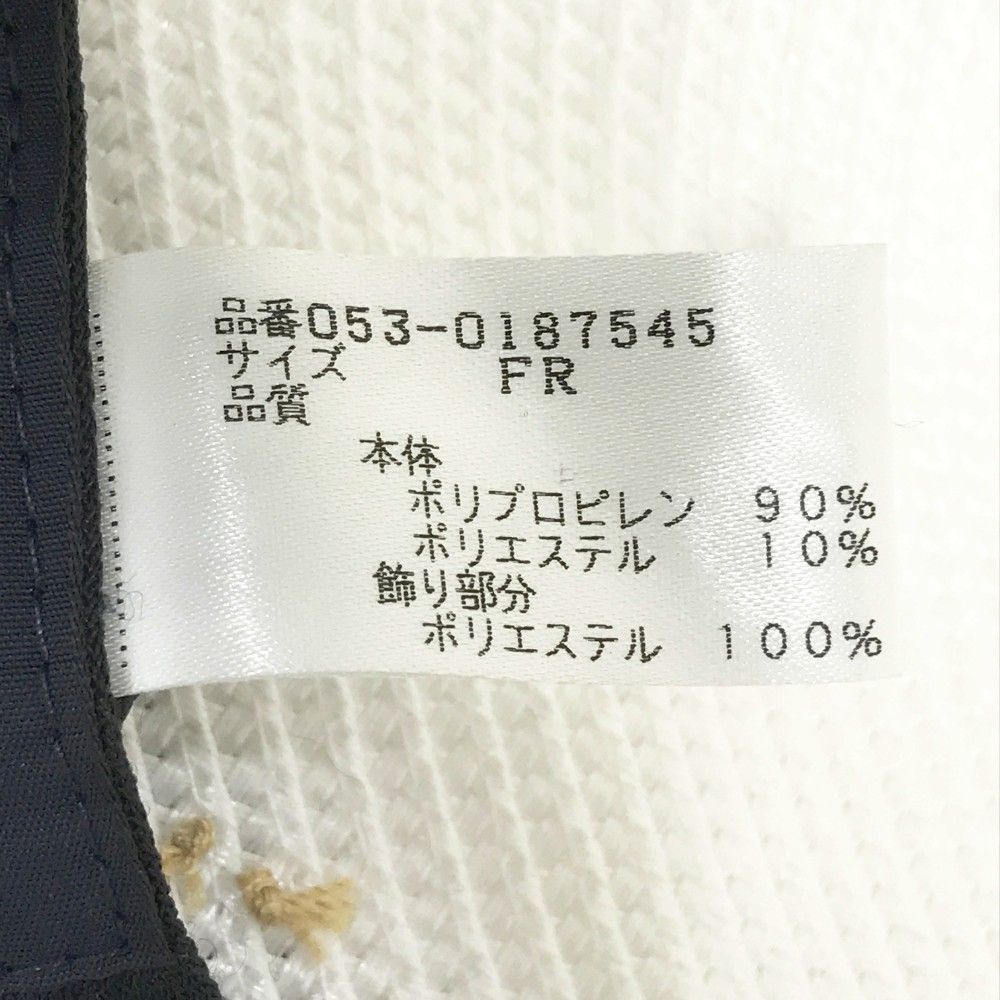 品番053-0187545
サイズ FR
品質
本体
ポリプロピレン 90%
ポリエステル 10%
飾り部分
ポリエステル 100%